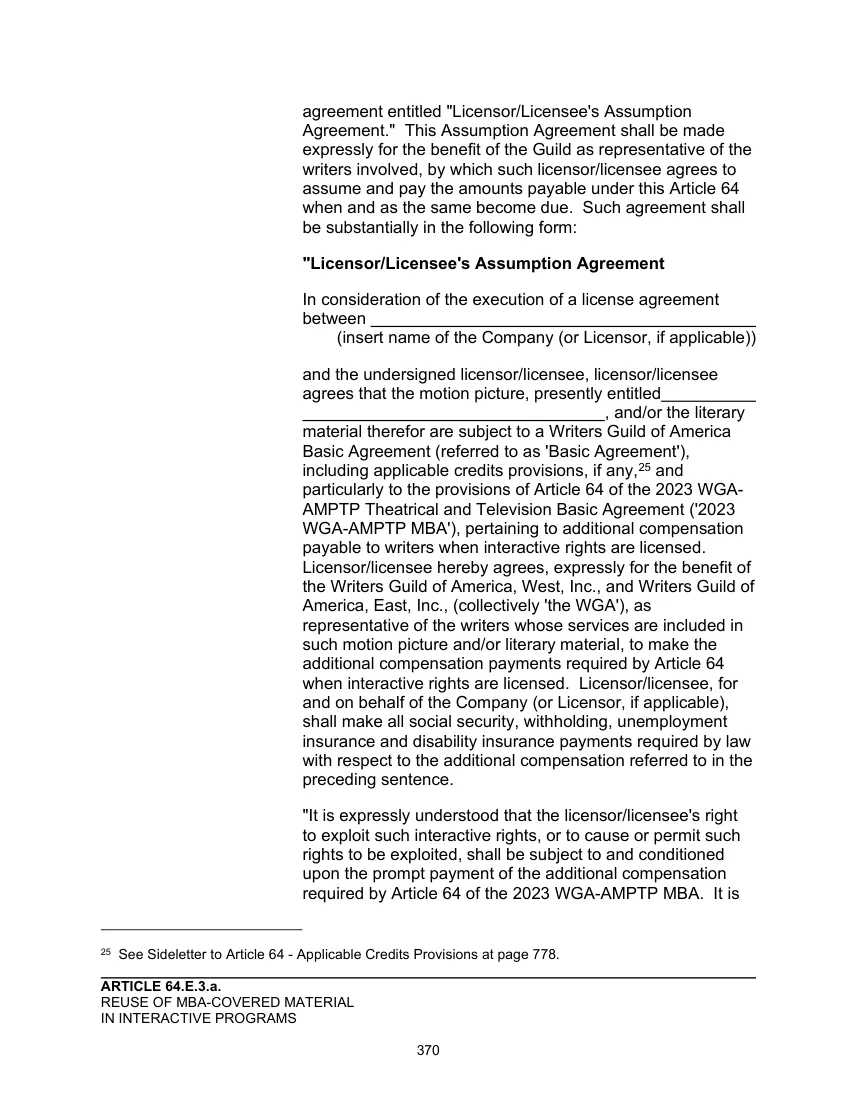 agreement entitled "Licensor/Licensee's Assumption
Agreement."  This Assumption Agreement shall be made
expressly for the benefit of the Guild as representative of the
writers involved, by which such licensor/licensee agrees to
assume and pay the amounts payable under this Article 64
when and as the same become due.  Such agreement shall
be substantially in the following form:
"Licensor/Licensee's Assumption Agreement
In consideration of the execution of a license agreement
between ___________________________________________
(insert name of the Company (or Licensor, if applicable))
and the undersigned licensor/licensee, licensor/licensee
agrees that the motion picture, presently entitled__________
_________________________________, and/or the literary
material therefor are subject to a Writers Guild of America
Basic Agreement (referred to as 'Basic Agreement'),
including applicable credits provisions, if any,25 and
particularly to the provisions of Article 64 of the 2023 WGA-
AMPTP Theatrical and Television Basic Agreement ('2023
WGA-AMPTP MBA'), pertaining to additional compensation
payable to writers when interactive rights are licensed.
Licensor/licensee hereby agrees, expressly for the benefit of
the Writers Guild of America, West, Inc., and Writers Guild of
America, East, Inc., (collectively 'the WGA'), as
representative of the writers whose services are included in
such motion picture and/or literary material, to make the
additional compensation payments required by Article 64
when interactive rights are licensed.  Licensor/licensee, for
and on behalf of the Company (or Licensor, if applicable),
shall make all social security, withholding, unemployment
insurance and disability insurance payments required by law
with respect to the additional compensation referred to in the
preceding sentence.
"It is expressly understood that the licensor/licensee's right
to exploit such interactive rights, or to cause or permit such
rights to be exploited, shall be subject to and conditioned
upon the prompt payment of the additional compensation
required by Article 64 of the 2023 WGA-AMPTP MBA.  It is
25  See Sideletter to Article 64 - Applicable Credits Provisions at page 778.
ARTICLE 64.E.3.a.
REUSE OF MBA-COVERED MATERIAL
IN INTERACTIVE PROGRAMS
370